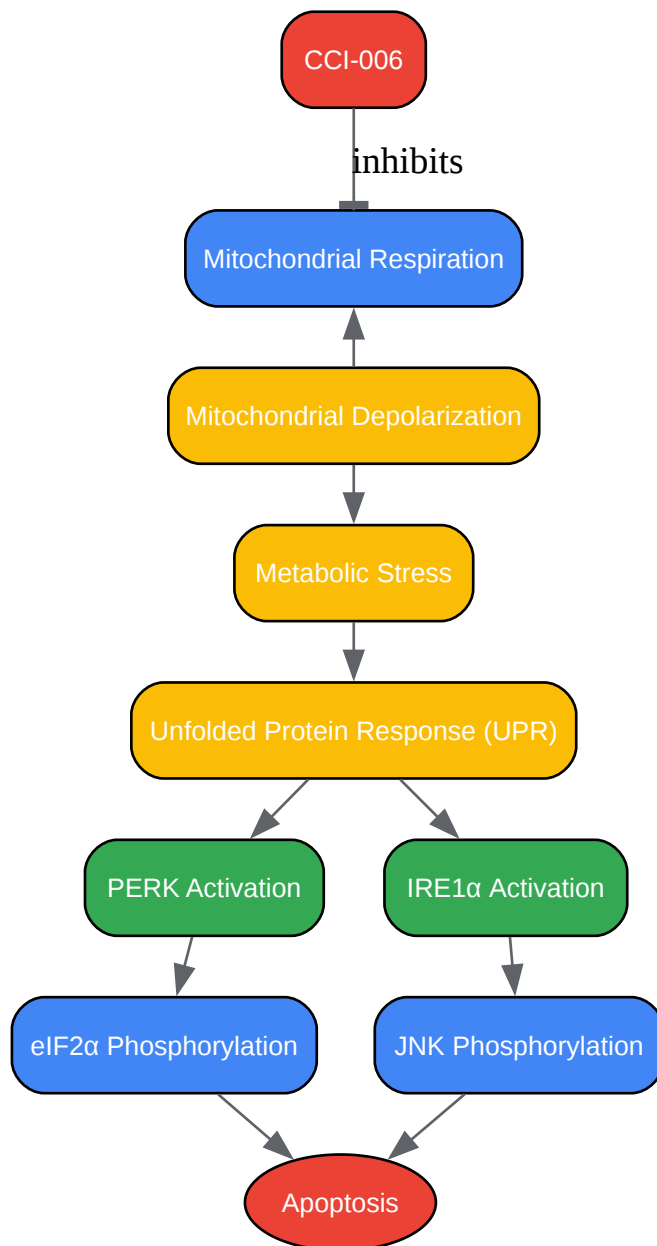 CCI-006
inhibits
Mitochondrial Respiration
Mitochondrial Depolarization
Metabolic Stress
Unfolded Protein Response (UPR)
PERK Activation
IRE1α Activation
eIF2α Phosphorylation
JNK Phosphorylation
Apoptosis